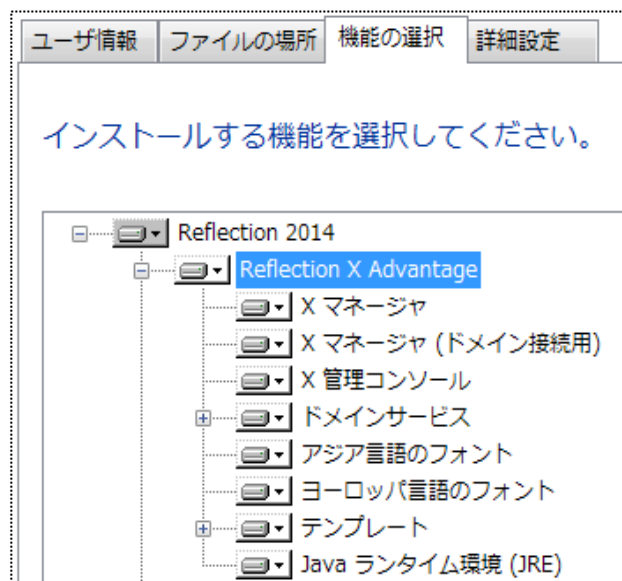 ユーザ情報 ファイルの場所 機能の選択 詳細設定
インストールする機能を選択してください。
Reflection 2014
Reflection X Advantage
X マネージャ
X マネージャ (ドメイン接続用)
X 管理コンソール
ドメインサービス
アジア言語のフォント
ヨーロッパ言語のフォント
テンプレート
Java ランタイム環境 (JRE)